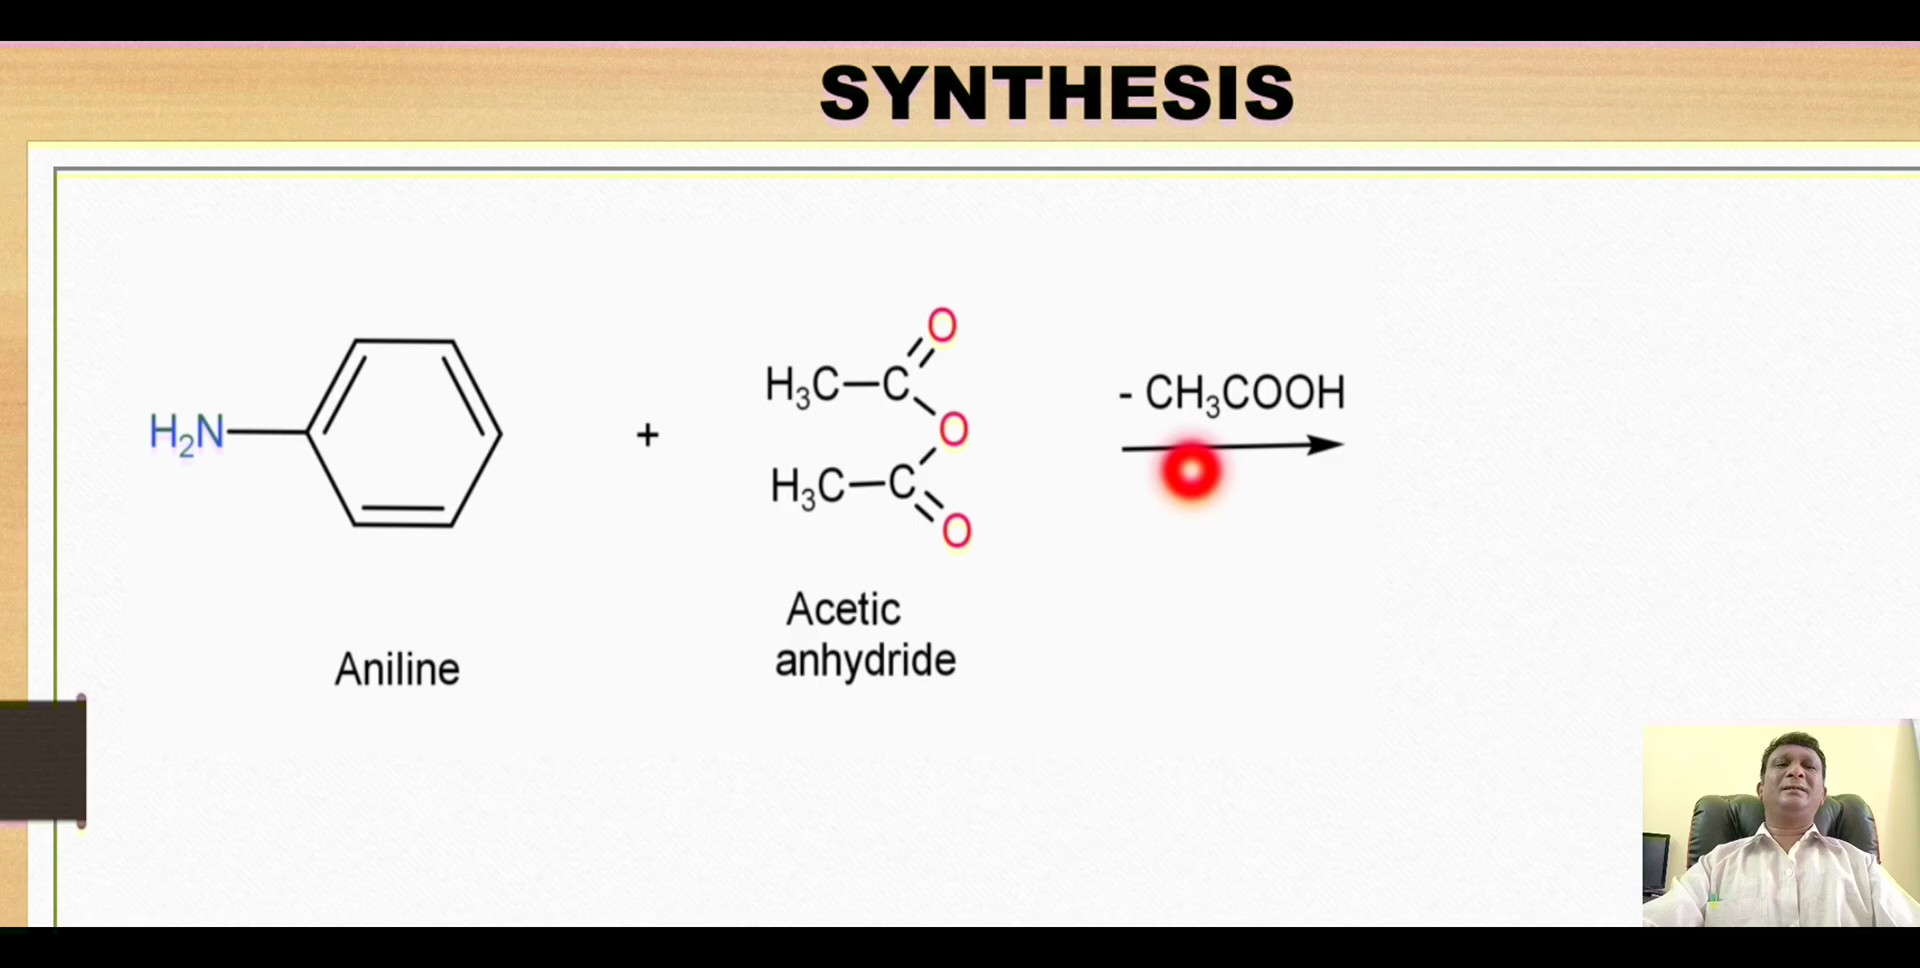 SYNTHESIS
H₂N
+
H₃C—C
O
O
H₃C—C
O
- CH₃COOH
Aniline
Acetic
anhydride